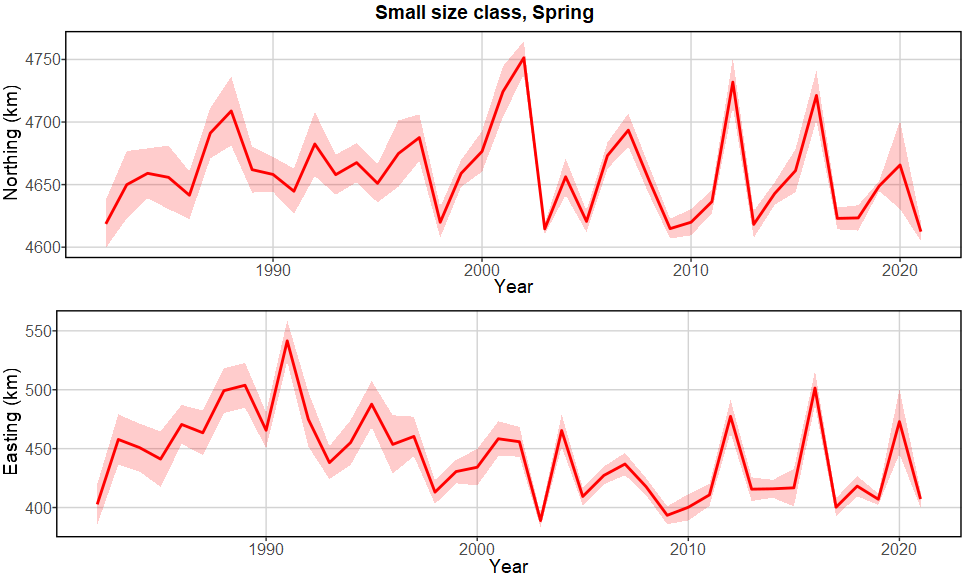 Small size class, Spring
Northing (km)
4750
4700
4650
4600
1990 2000 2010 2020
Year
Easting (km)
550
500
450
400
1990 2000 2010 2020
Year